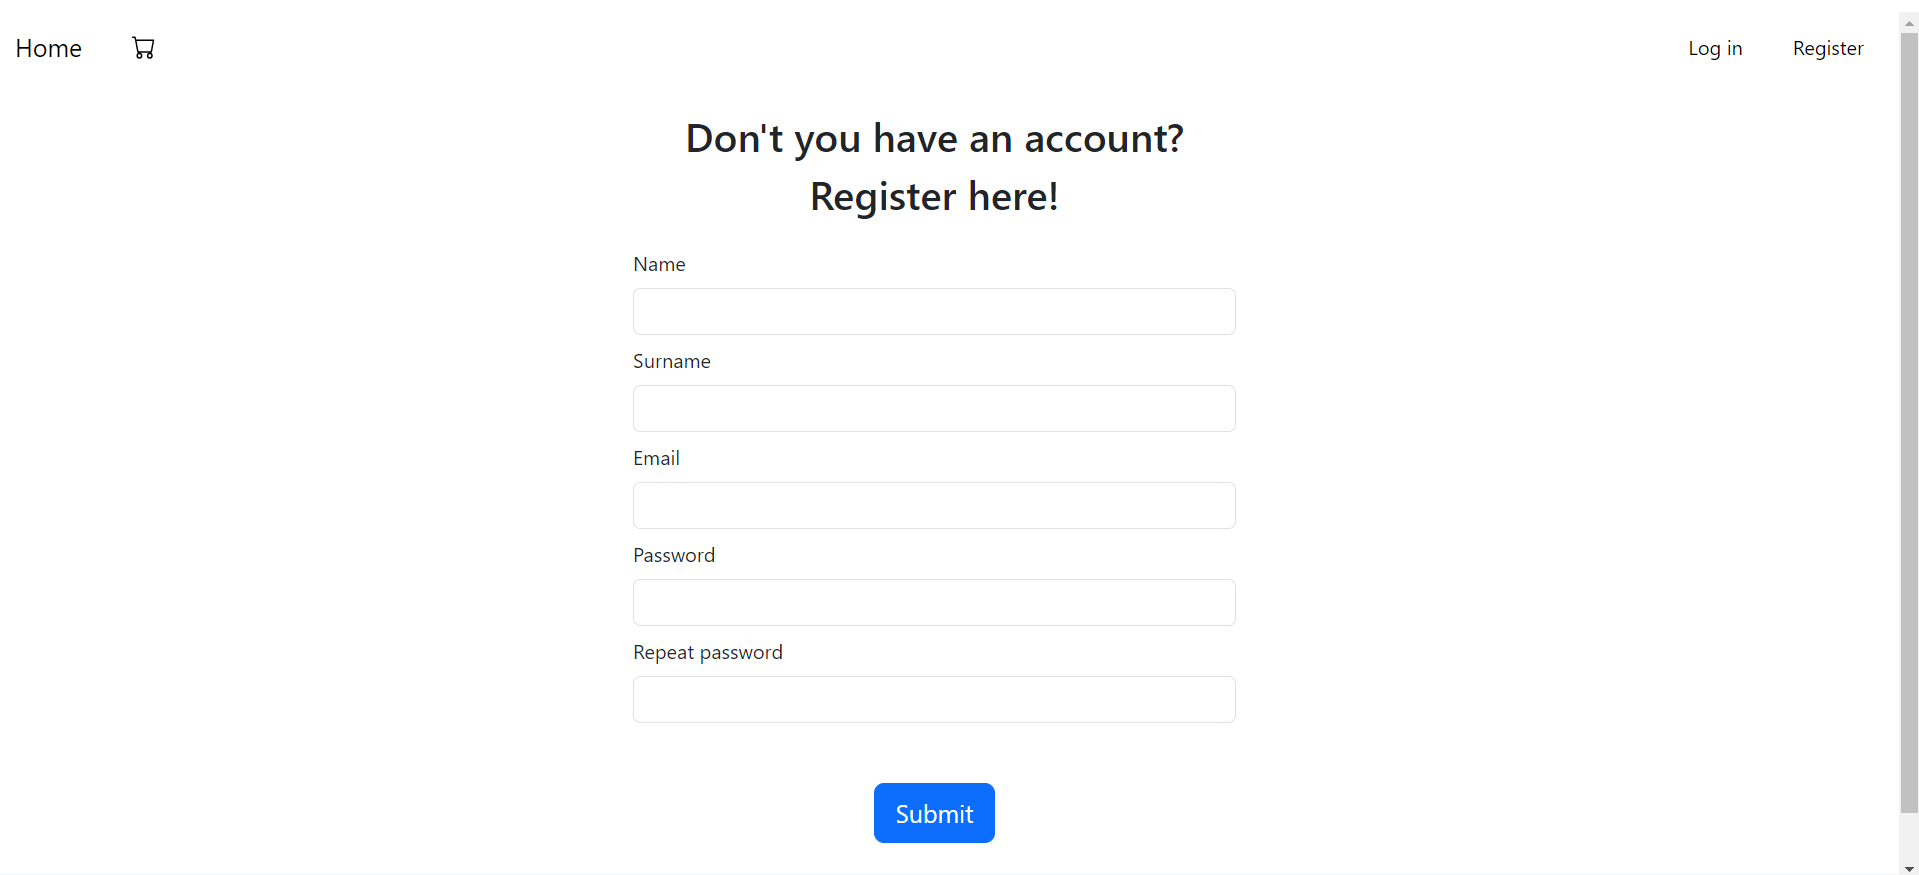 Home
Log in
Register
Don't you have an account?
Register here!
Name
Surname
Email
Password
Repeat password
Submit